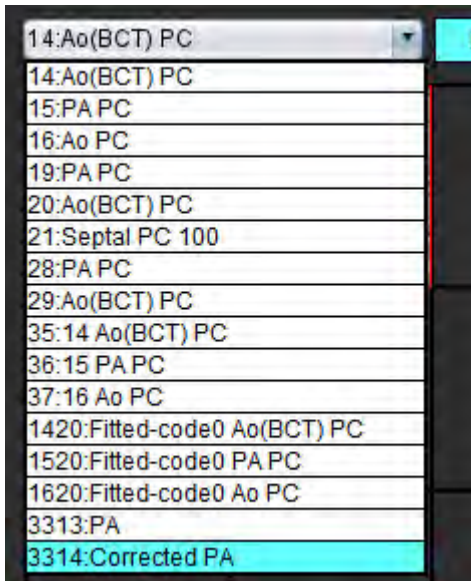 14:Ao(BCT) PC
14:Ao(BCT) PC
15:PA PC
16:Ao PC
19:PA PC
20:Ao(BCT) PC
21:Septal PC 100
28:PA PC
29:Ao(BCT) PC
35:14 Ao(BCT) PC
36:15 PA PC
37:16 Ao PC
1420:Fitted-code0 Ao(BCT) PC
1520:Fitted-code0 PA PC
1620:Fitted-code0 Ao PC
3313:PA
3314:Corrected PA